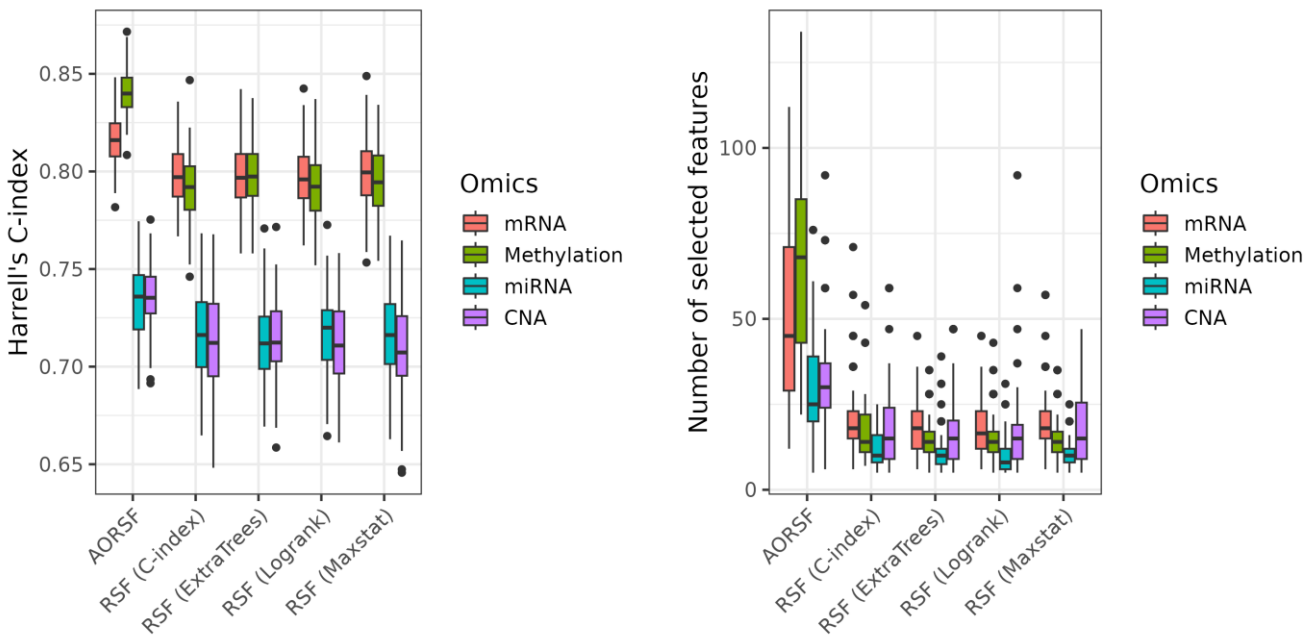 Harrell's C-index
0.85
0.80
0.75
0.70
0.65
AORSF
RSF (C-index)
RSF (ExtraTrees)
RSF (Logrank)
RSF (Maxstat)
Omics
mRNA
Methylation
miRNA
CNA
Number of selected features
100
50
0
AORSF
RSF (C-index)
RSF (ExtraTrees)
RSF (Logrank)
RSF (Maxstat)
Omics
mRNA
Methylation
miRNA
CNA